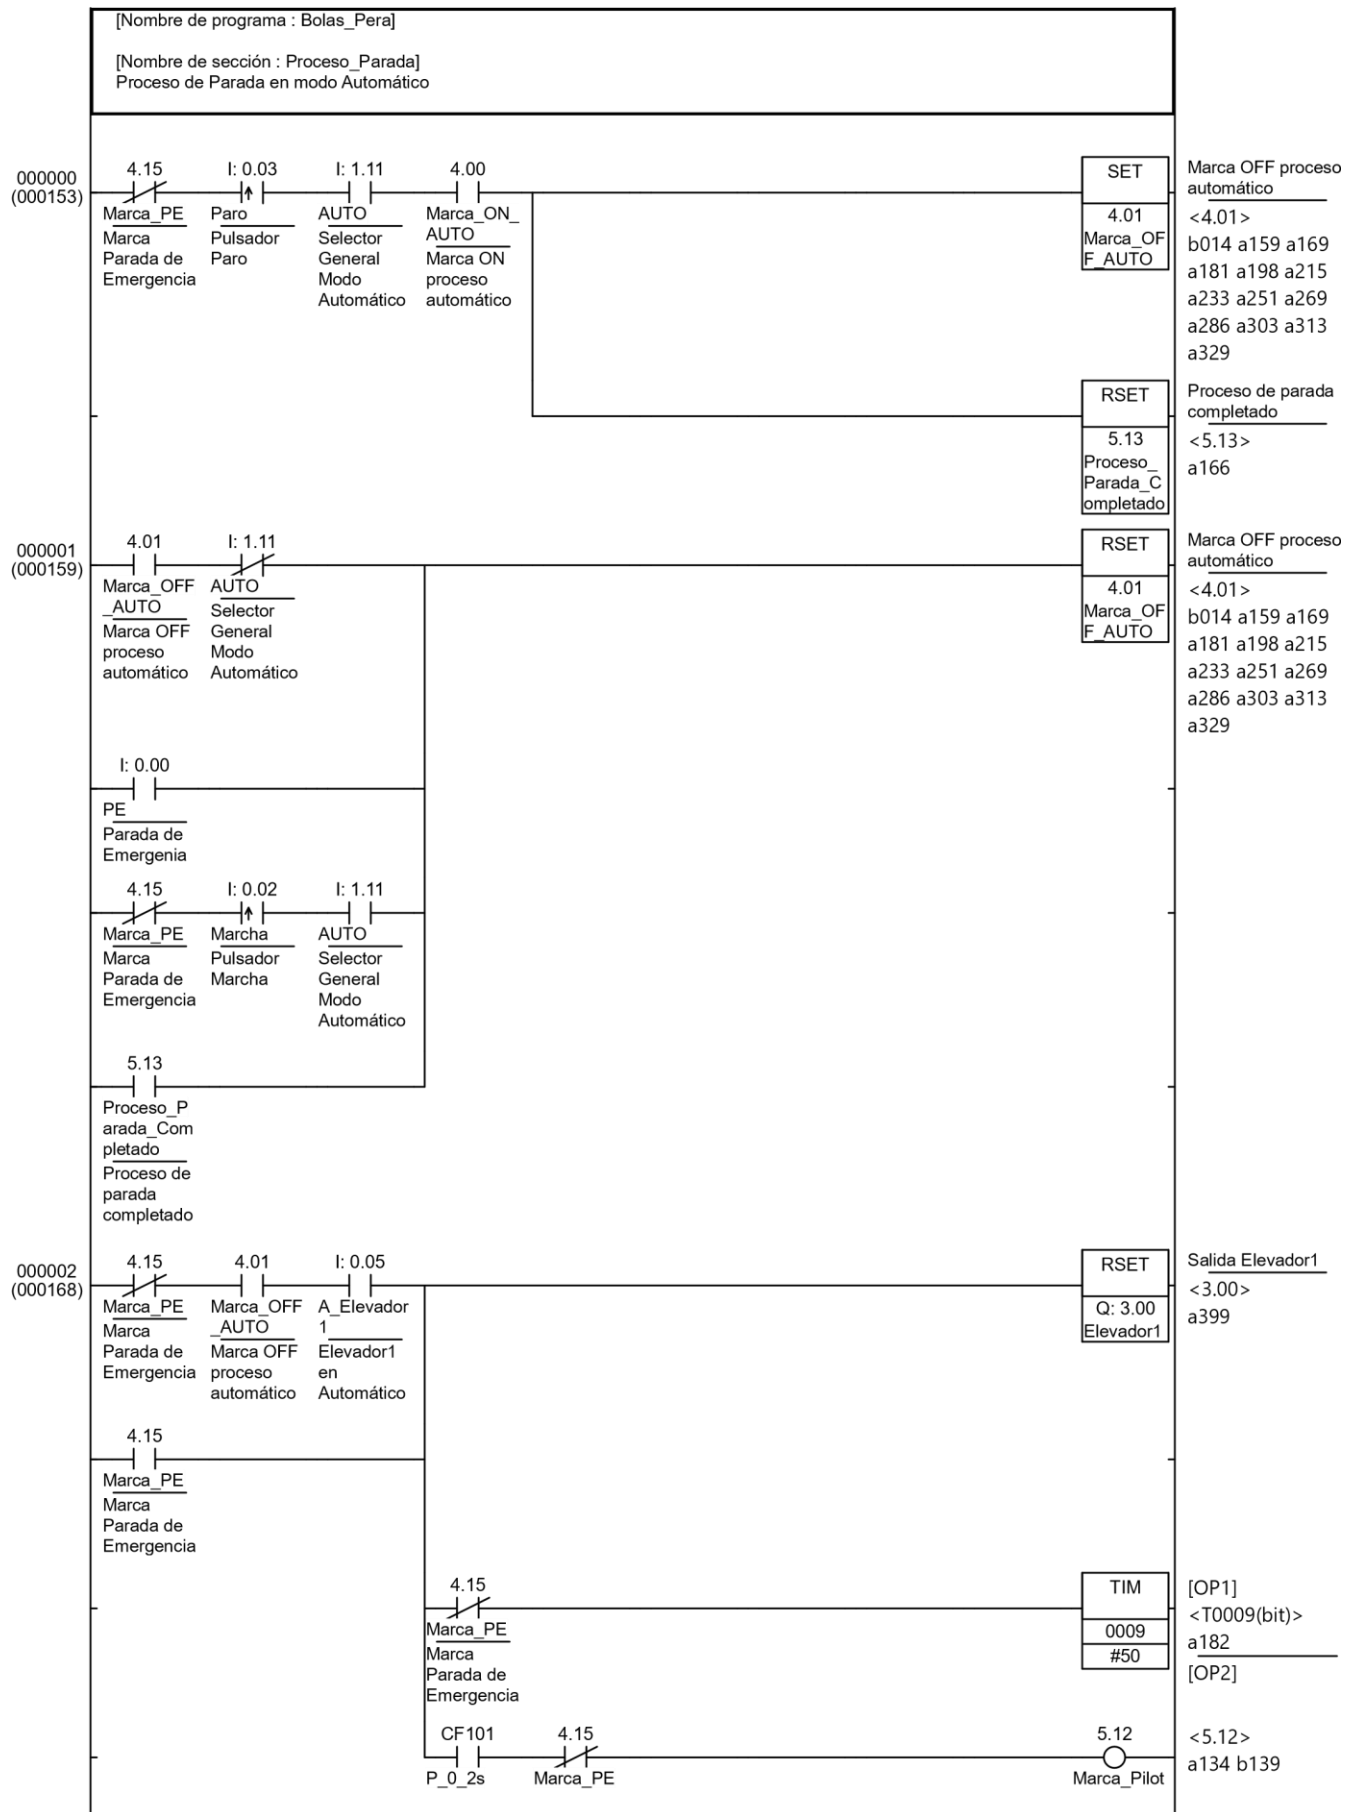 [Nombre de programa : Bolas_Pera]
[Nombre de sección : Proceso_Parada]
Proceso de Parada en modo Automático
000000
(000153)
4.15
Marca_PE
Marca
Parada de
Emergencia
I: 0.03
Paro
Pulsador
Paro
I: 1.11
AUTO
Selector
General
Modo
Automático
4.00
Marca_ON_
AUTO
Marca ON
proceso
automático
SET
4.01
Marca_OF
F_AUTO
Marca OFF proceso
automático
<4.01>
b014 a159 a169
a181 a198 a215
a233 a251 a269
a286 a303 a313
a329
RSET
5.13
Proceso_
Parada_C
ompletado
Proceso de parada
completado
<5.13>
a166
000001
(000159)
4.01
Marca_OFF
_AUTO
Marca OFF
proceso
automático
I: 1.11
AUTO
Selector
General
Modo
Automático
RSET
4.01
Marca_OF
F_AUTO
Marca OFF proceso
automático
<4.01>
b014 a159 a169
a181 a198 a215
a233 a251 a269
a286 a303 a313
a329
I: 0.00
PE
Parada de
Emergenia
4.15
Marca_PE
Marca
Parada de
Emergencia
I: 0.02
Marcha
Pulsador
Marcha
I: 1.11
AUTO
Selector
General
Modo
Automático
5.13
Proceso_P
arada_Com
pletado
Proceso de
parada
completado
000002
(000168)
4.15
Marca_PE
Marca
Parada de
Emergencia
4.01
Marca_OFF
_AUTO
Marca OFF
proceso
automático
I: 0.05
A_Elevador
1
Elevador1
en
Automático
RSET
Q: 3.00
Elevador1
Salida Elevador1
<3.00>
a399
4.15
Marca_PE
Marca
Parada de
Emergencia
4.15
Marca_PE
Marca
Parada de
Emergencia
TIM
0009
#50
[OP1]
<T0009(bit)>
a182
[OP2]
CF101
P_0_2s
4.15
Marca_PE
5.12
Marca_Pilot
<5.12>
a134 b139